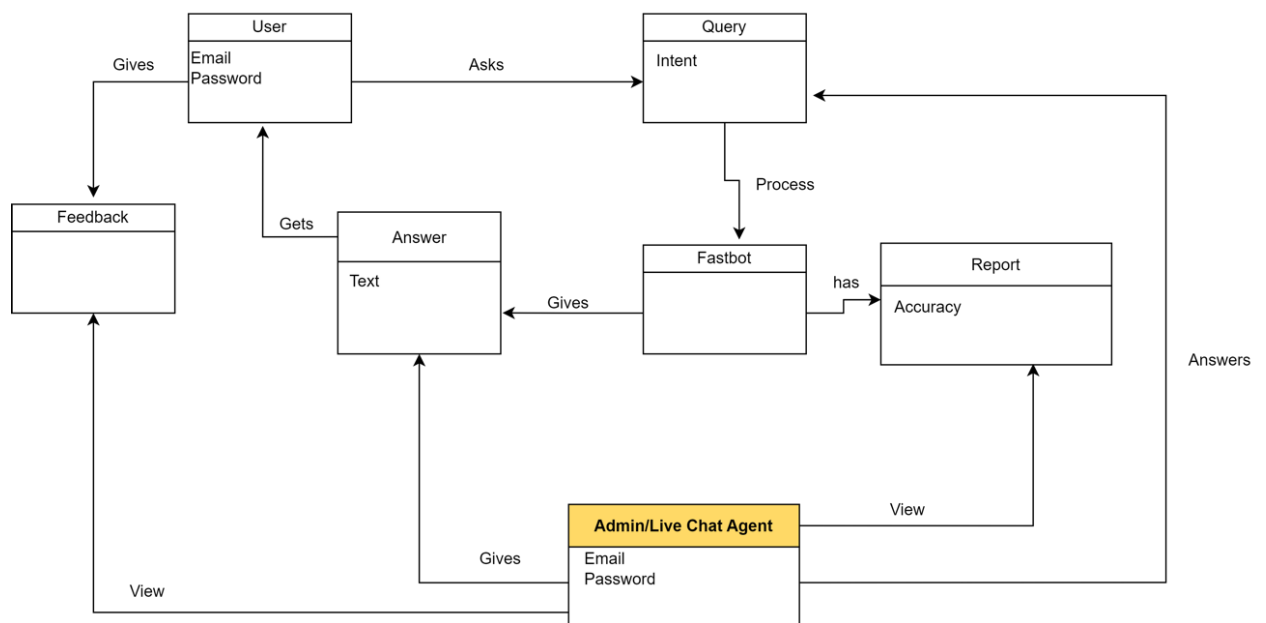 User
Query
Email
Intent
Gives
Asks
Password
Process
Feedback
Gets
Answer
Fastbot
Report
has
Text
Gives
Accuracy
Answers
View
Admin/Live Chat Agent
Gives
Email
Password
View